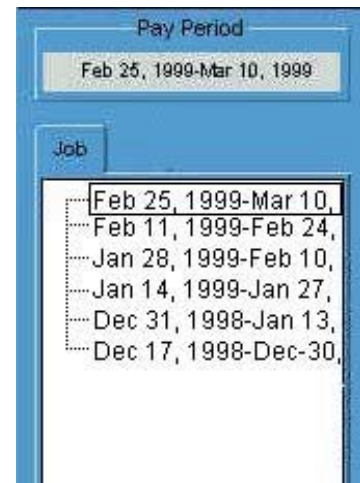 Pay Period
Feb 25, 1999-Mar 10, 1999
Job
Feb 25, 1999-Mar 10,
Feb 11, 1999-Feb 24,
Jan 28, 1999-Feb 10,
Jan 14, 1999-Jan 27,
Dec 31, 1998-Jan 13,
Dec 17, 1998-Dec-30,